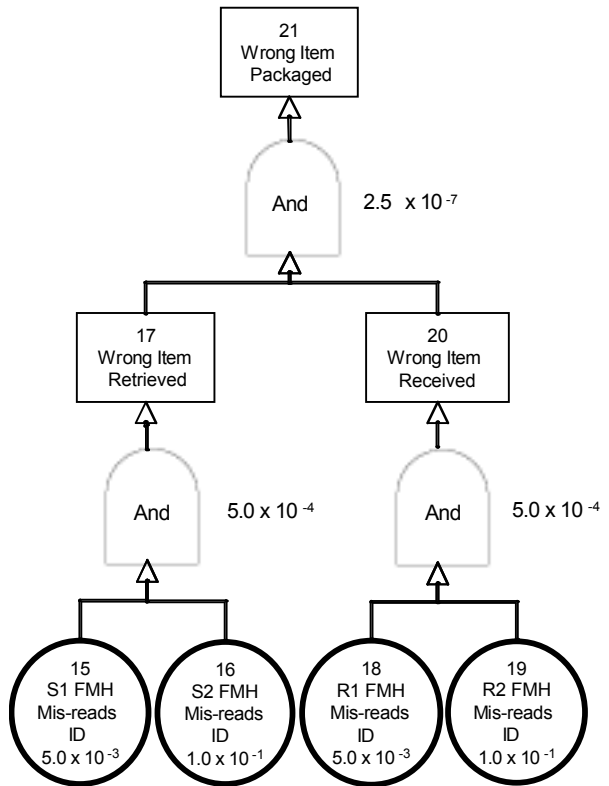 21
Wrong Item
Packaged
And
2.5 x 10 -7
17
Wrong Item
Retrieved
20
Wrong Item
Received
And
5.0 x 10 -4
And
5.0 x 10 -4
15
S1 FMH
Mis-reads
ID
5.0 x 10 -3
16
S2 FMH
Mis-reads
ID
1.0 x 10 -1
18
R1 FMH
Mis-reads
ID
5.0 x 10 -3
19
R2 FMH
Mis-reads
ID
1.0 x 10 -1